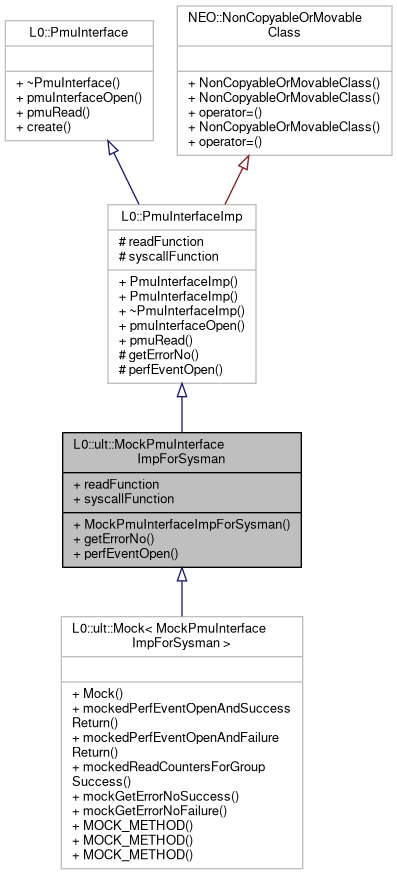 L0::PmuInterface
+ ~PmuInterface()
+ pmuInterfaceOpen()
+ pmuRead()
+ create()
NEO::NonCopyableOrMovable
Class
+ NonCopyableOrMovableClass()
+ NonCopyableOrMovableClass()
+ operator=()
+ NonCopyableOrMovableClass()
+ operator=()
L0::PmuInterfaceImp
# readFunction
# syscallFunction
+ PmuInterfaceImp()
+ PmuInterfaceImp()
+ ~PmuInterfaceImp()
+ pmuInterfaceOpen()
+ pmuRead()
# getErrorNo()
# perfEventOpen()
L0::ult::MockPmuInterface
ImpForSysman
+ readFunction
+ syscallFunction
+ MockPmuInterfaceImpForSysman()
+ getErrorNo()
+ perfEventOpen()
L0::ult::Mock< MockPmuInterface
ImpForSysman >
+ Mock()
+ mockedPerfEventOpenAndSuccess
Return()
+ mockedPerfEventOpenAndFailure
Return()
+ mockedReadCountersForGroup
Success()
+ mockGetErrorNoSuccess()
+ mockGetErrorNoFailure()
+ MOCK_METHOD()
+ MOCK_METHOD()
+ MOCK_METHOD()